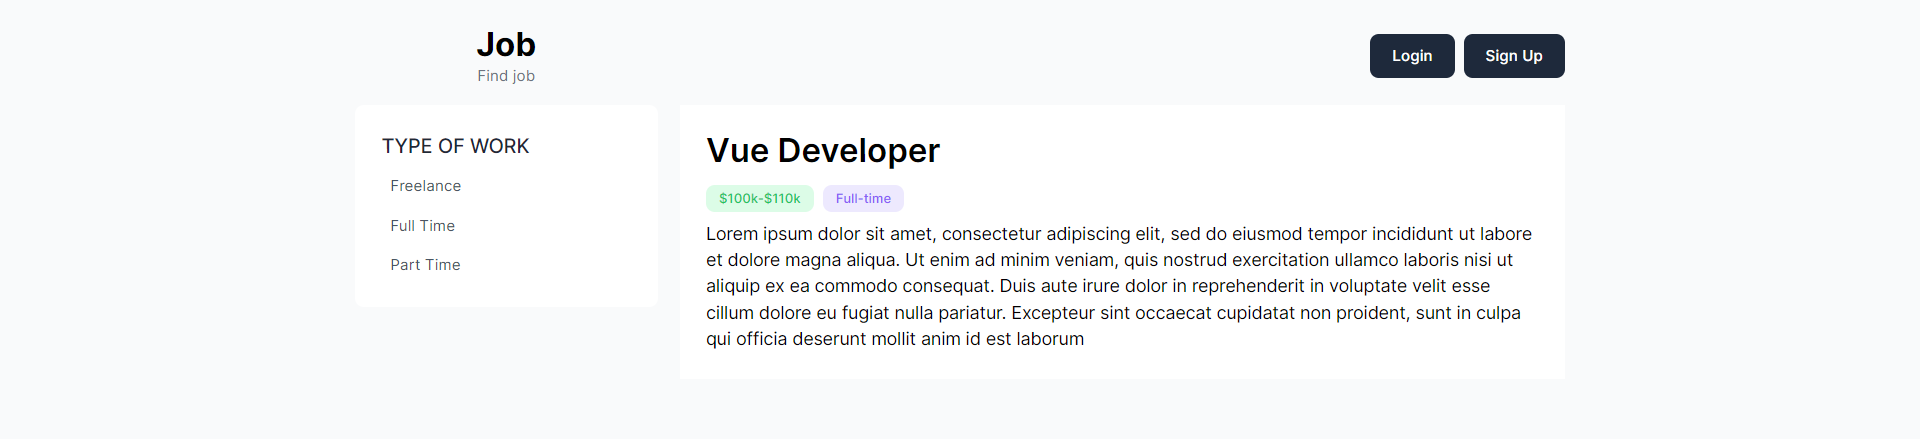 Job
Find job
Login
Sign Up
TYPE OF WORK
Freelance
Full Time
Part Time
Vue Developer
$100k-$110k
Full-time
Lorem ipsum dolor sit amet, consectetur adipiscing elit, sed do eiusmod tempor incididunt ut labore
et dolore magna aliqua. Ut enim ad minim veniam, quis nostrud exercitation ullamco laboris nisi ut
aliquip ex ea commodo consequat. Duis aute irure dolor in reprehenderit in voluptate velit esse
cillum dolore eu fugiat nulla pariatur. Excepteur sint occaecat cupidatat non proident, sunt in culpa
qui officia deserunt mollit anim id est laborum